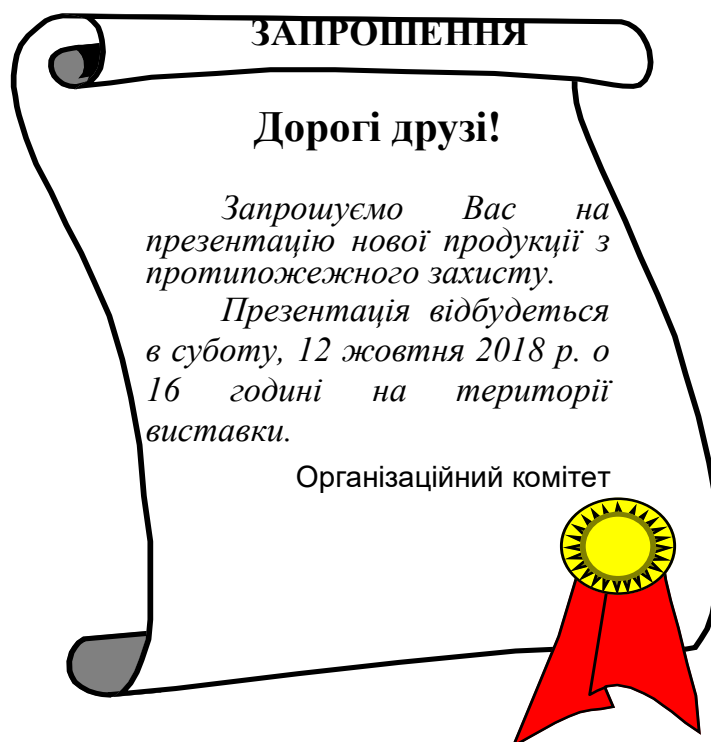 ЗАПРОШЕННЯ
Дорогі друзі!
Запрошуємо Вас на
презентацію нової продукції з
протипожежного захисту.
Презентація відбудеться
в суботу, 12 жовтня 2018 р. о
16 годині на території
виставки.
Організаційний комітет